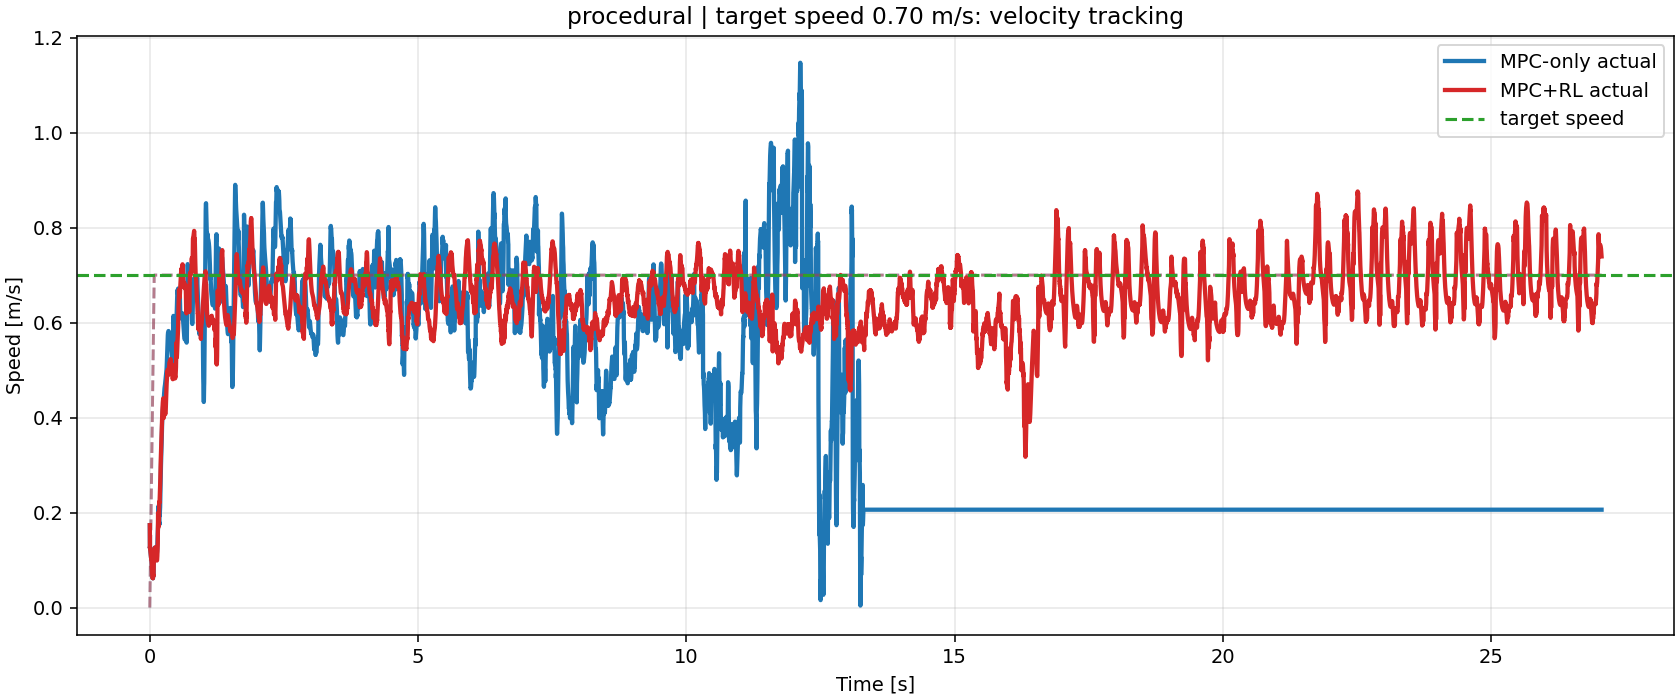 procedural | target speed 0.70 m/s: velocity tracking
1.2
1.0
0.8
0.6
0.4
0.2
0.0
Speed [m/s]
MPC-only actual
MPC+RL actual
target speed
0
5
10
15
20
25
Time [s]